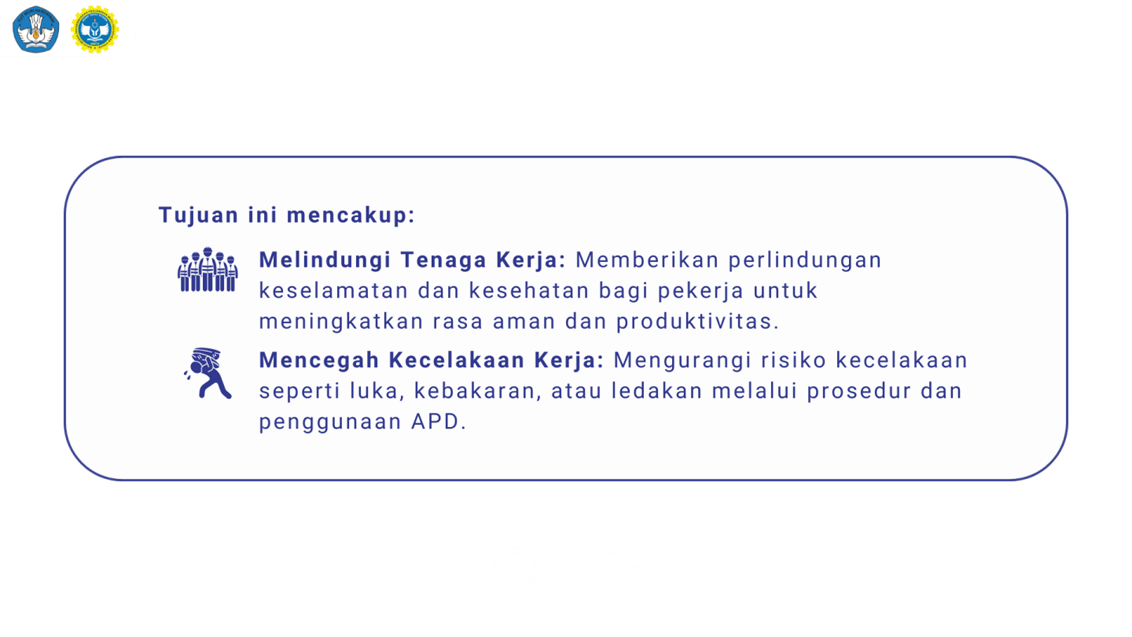 Tujuan ini mencakup:
Melindungi Tenaga Kerja: Memberikan perlindungan
keselamatan dan kesehatan bagi pekerja untuk
meningkatkan rasa aman dan produktivitas.
Mencegah Kecelakaan Kerja: Mengurangi risiko kecelakaan
seperti luka, kebakaran, atau ledakan melalui prosedur dan
penggunaan APD.